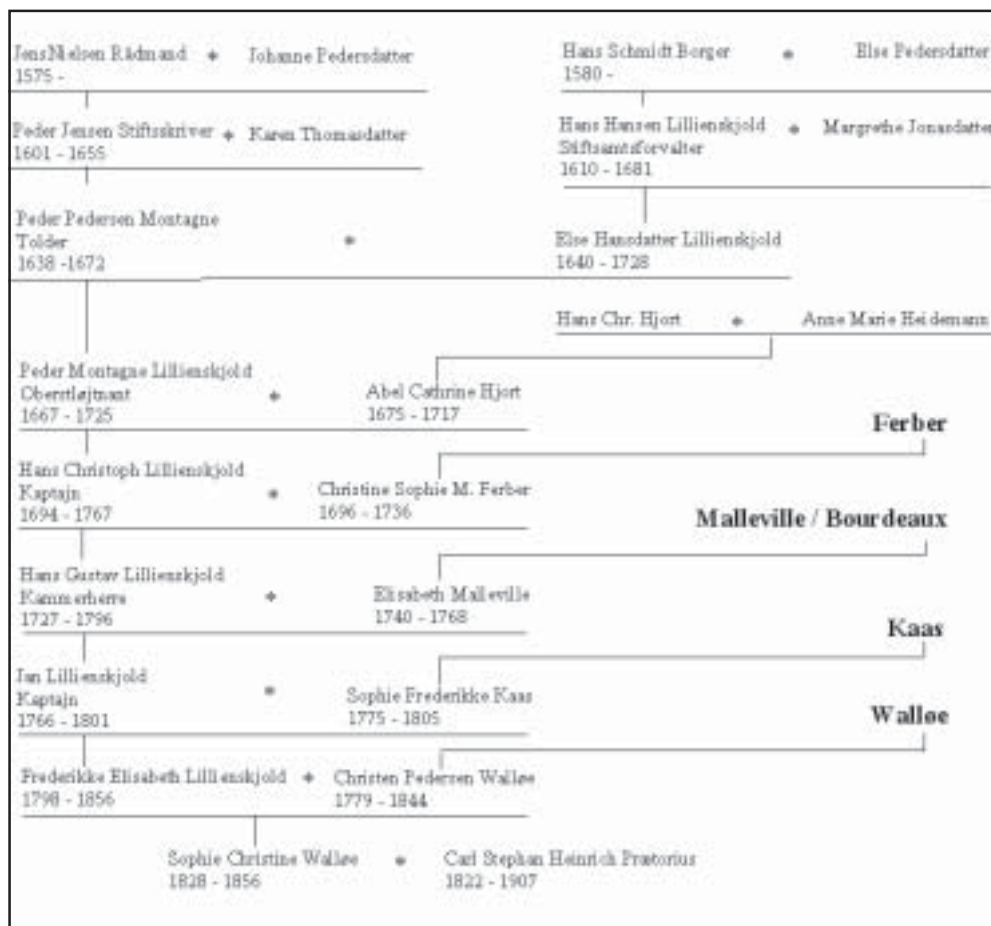 Jens Nielsen Rådmand * Johanne Pedersdatter
1575 -
Hans Schmidt Borger * Else Pedersdatter
1580 -
Peder Jensen Stiftsskriver * Karen Thomasdatter
1601 - 1655
Hans Hansen Lillienskjold * Margrethe Jonasdatter
Stiftsamtsforvalter
1610 - 1681
Peder Pedersen Montagne
Tolder *
1638 -1672
Else Hansdatter Lillienskjold
1640 - 1728
Hans Chr. Hjort * Anne Marie Heidemann
Peder Montagne Lillienskjold
Oberstløjtnant *
1667 - 1725
Abel Cathrine Hjort
1675 - 1717
Ferber
Hans Christoph Lillienskjold
Kaptajn *
1694 - 1767
Christine Sophie M. Ferber
1696 - 1736
Malleville / Bourdeaux
Hans Gustav Lillienskjold
Kammerherre *
1727 - 1796
Elisabeth Malleville
1740 - 1768
Kaas
Jan Lillienskjold
Kaptajn *
1766 - 1801
Sophie Frederikke Kaas
1775 - 1805
Walløe
Frederikke Elisabeth Lillienskjold * Christen Pedersen Walløe
1798 - 1856
1779 - 1844
Sophie Christine Walløe * Carl Stephan Heinrich Prætorius
1828 - 1856
1822 - 1907